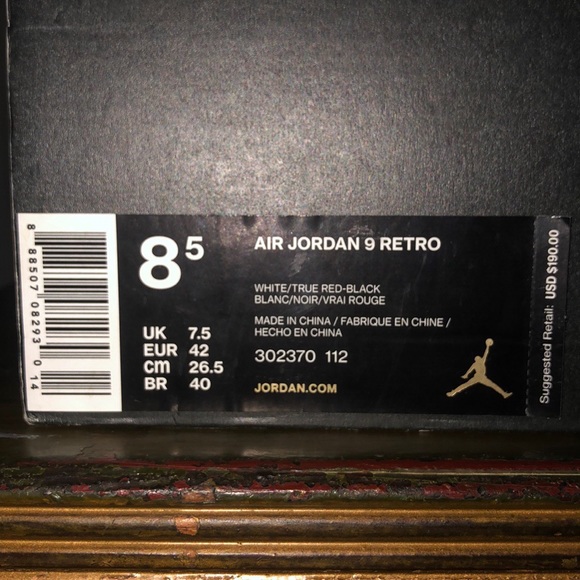 8 88507 08293 0 14
8 5
UK 7.5
EUR 42
cm 26.5
BR 40
AIR JORDAN 9 RETRO
WHITE/TRUE RED-BLACK
BLANC/NOIR/VRAI ROUGE
MADE IN CHINA / FABRIQUE EN CHINE /
HECHO EN CHINA
302370 112
JORDAN.COM
Suggested Retail: USD $190.00